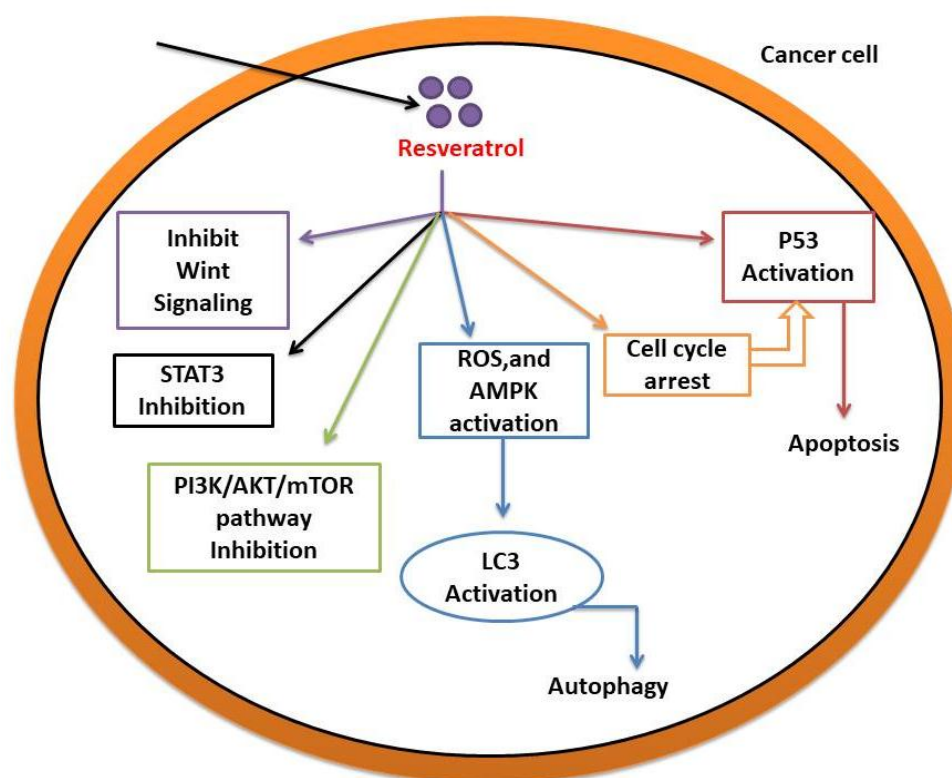 Cancer cell
Resveratrol
Inhibit
Wint
Signaling
P53
Activation
STAT3
Inhibition
ROS,and
AMPK
activation
Cell cycle
arrest
Apoptosis
PI3K/AKT/mTOR
pathway
Inhibition
LC3
Activation
Autophagy